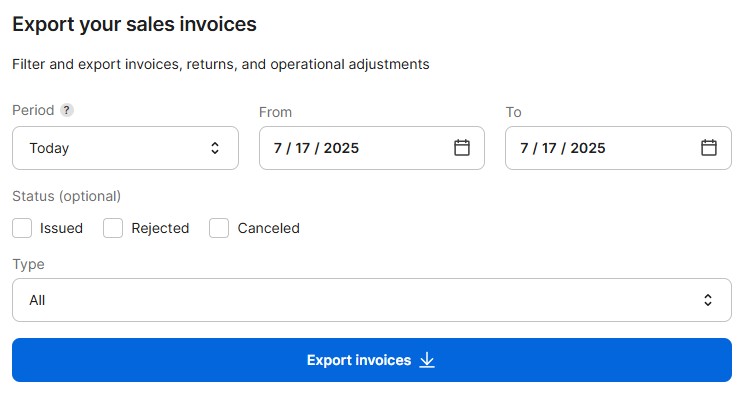 Export your sales invoices
Filter and export invoices, returns, and operational adjustments
Period ?
From
To
Today
7 / 17 / 2025
7 / 17 / 2025
Status (optional)
Issued
Rejected
Canceled
Type
All
Export invoices